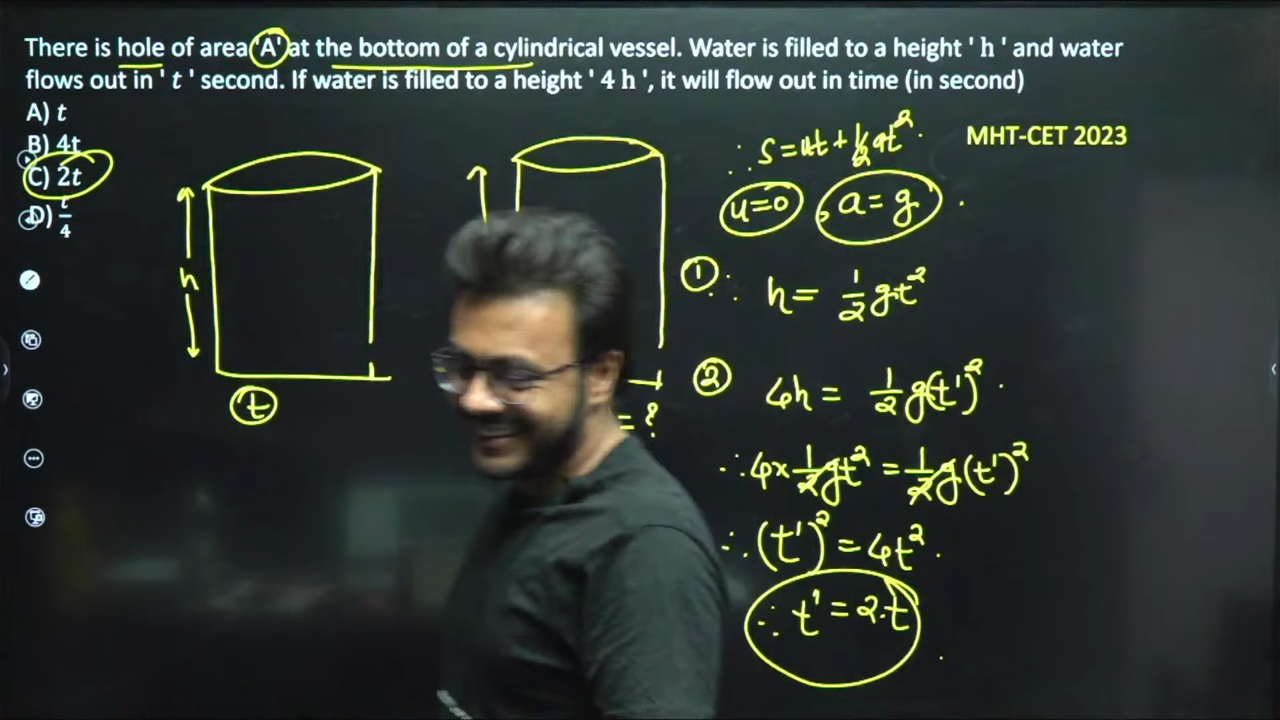 There is hole of area 'A' at the bottom of a cylindrical vessel. Water is filled to a height ' h ' and water
flows out in ' t ' second. If water is filled to a height ' 4 h ', it will flow out in time (in second)
A) t
B) 4t
C) 2t
D) t/4
MHT-CET 2023
h
t
= ?
∴ s = ut + 1/2 at²
u=0, a = g
① ∴ h = 1/2 gt²
② 4h = 1/2 g(t')²
∴ 4 × 1/2 gt² = 1/2 g(t')²
∴ (t')² = 4t²
∴ t' = 2.t